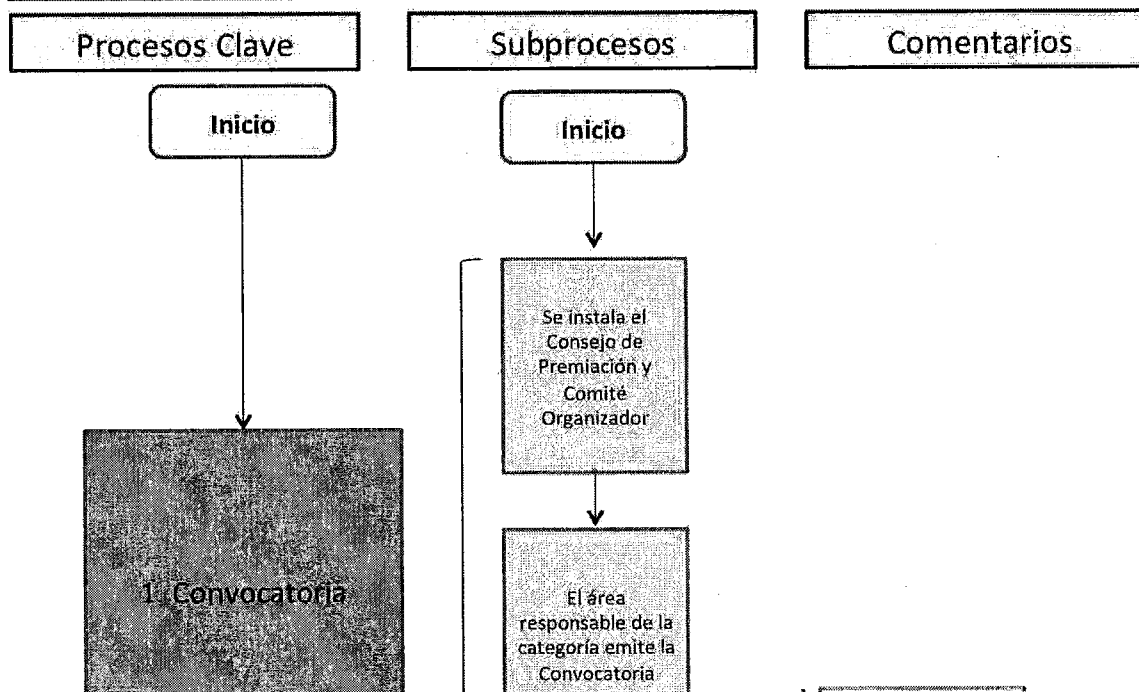 Procesos Clave
Subprocesos
Comentarios
Inicio
Inicio
Se instala el
Consejo de
Premiación y
Comité
Organizador
1. Convocatoria
El área
responsable de la
categoría emite la
Convocatoria